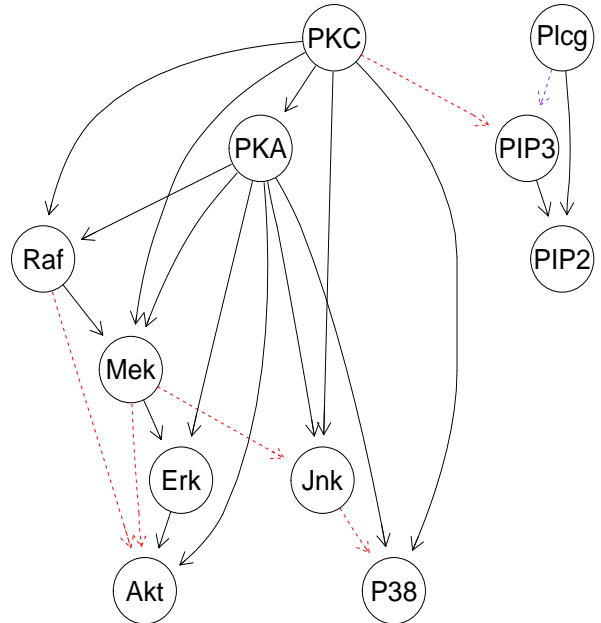 PKC
Plcg
PKA
PIP3
Raf
PIP2
Mek
Erk
Jnk
Akt
P38